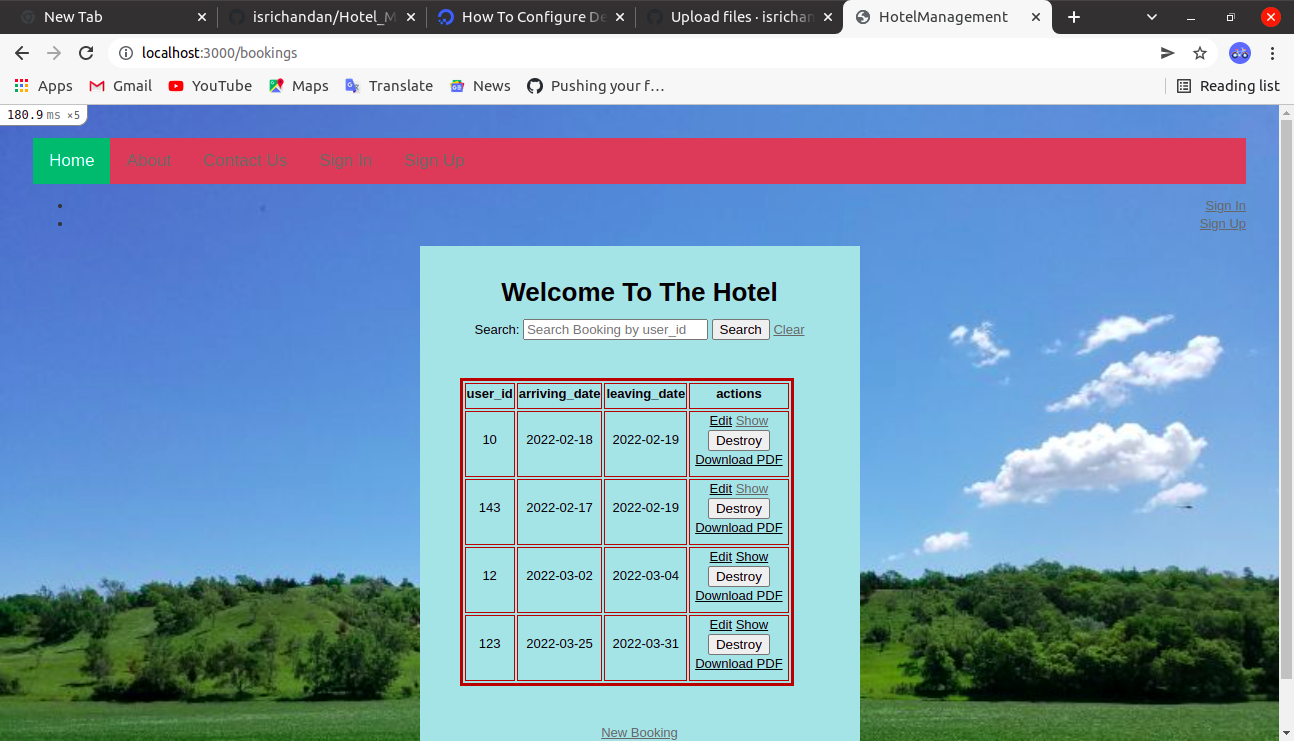 New Tab
isrichandan/Hotel_M
How To Configure De
Upload files · isrichan
HotelManagement
localhost:3000/bookings
Apps Gmail YouTube Maps Translate News Pushing your f… Reading list
180.9 ms ×5
Home About Contact Us Sign In Sign Up
Sign In
Sign Up
Welcome To The Hotel
Search: Search Booking by user_id Search Clear
user_id arriving_date leaving_date actions
10 2022-02-18 2022-02-19 Edit Show
Destroy
Download PDF
143 2022-02-17 2022-02-19 Edit Show
Destroy
Download PDF
12 2022-03-02 2022-03-04 Edit Show
Destroy
Download PDF
123 2022-03-25 2022-03-31 Edit Show
Destroy
Download PDF
New Booking